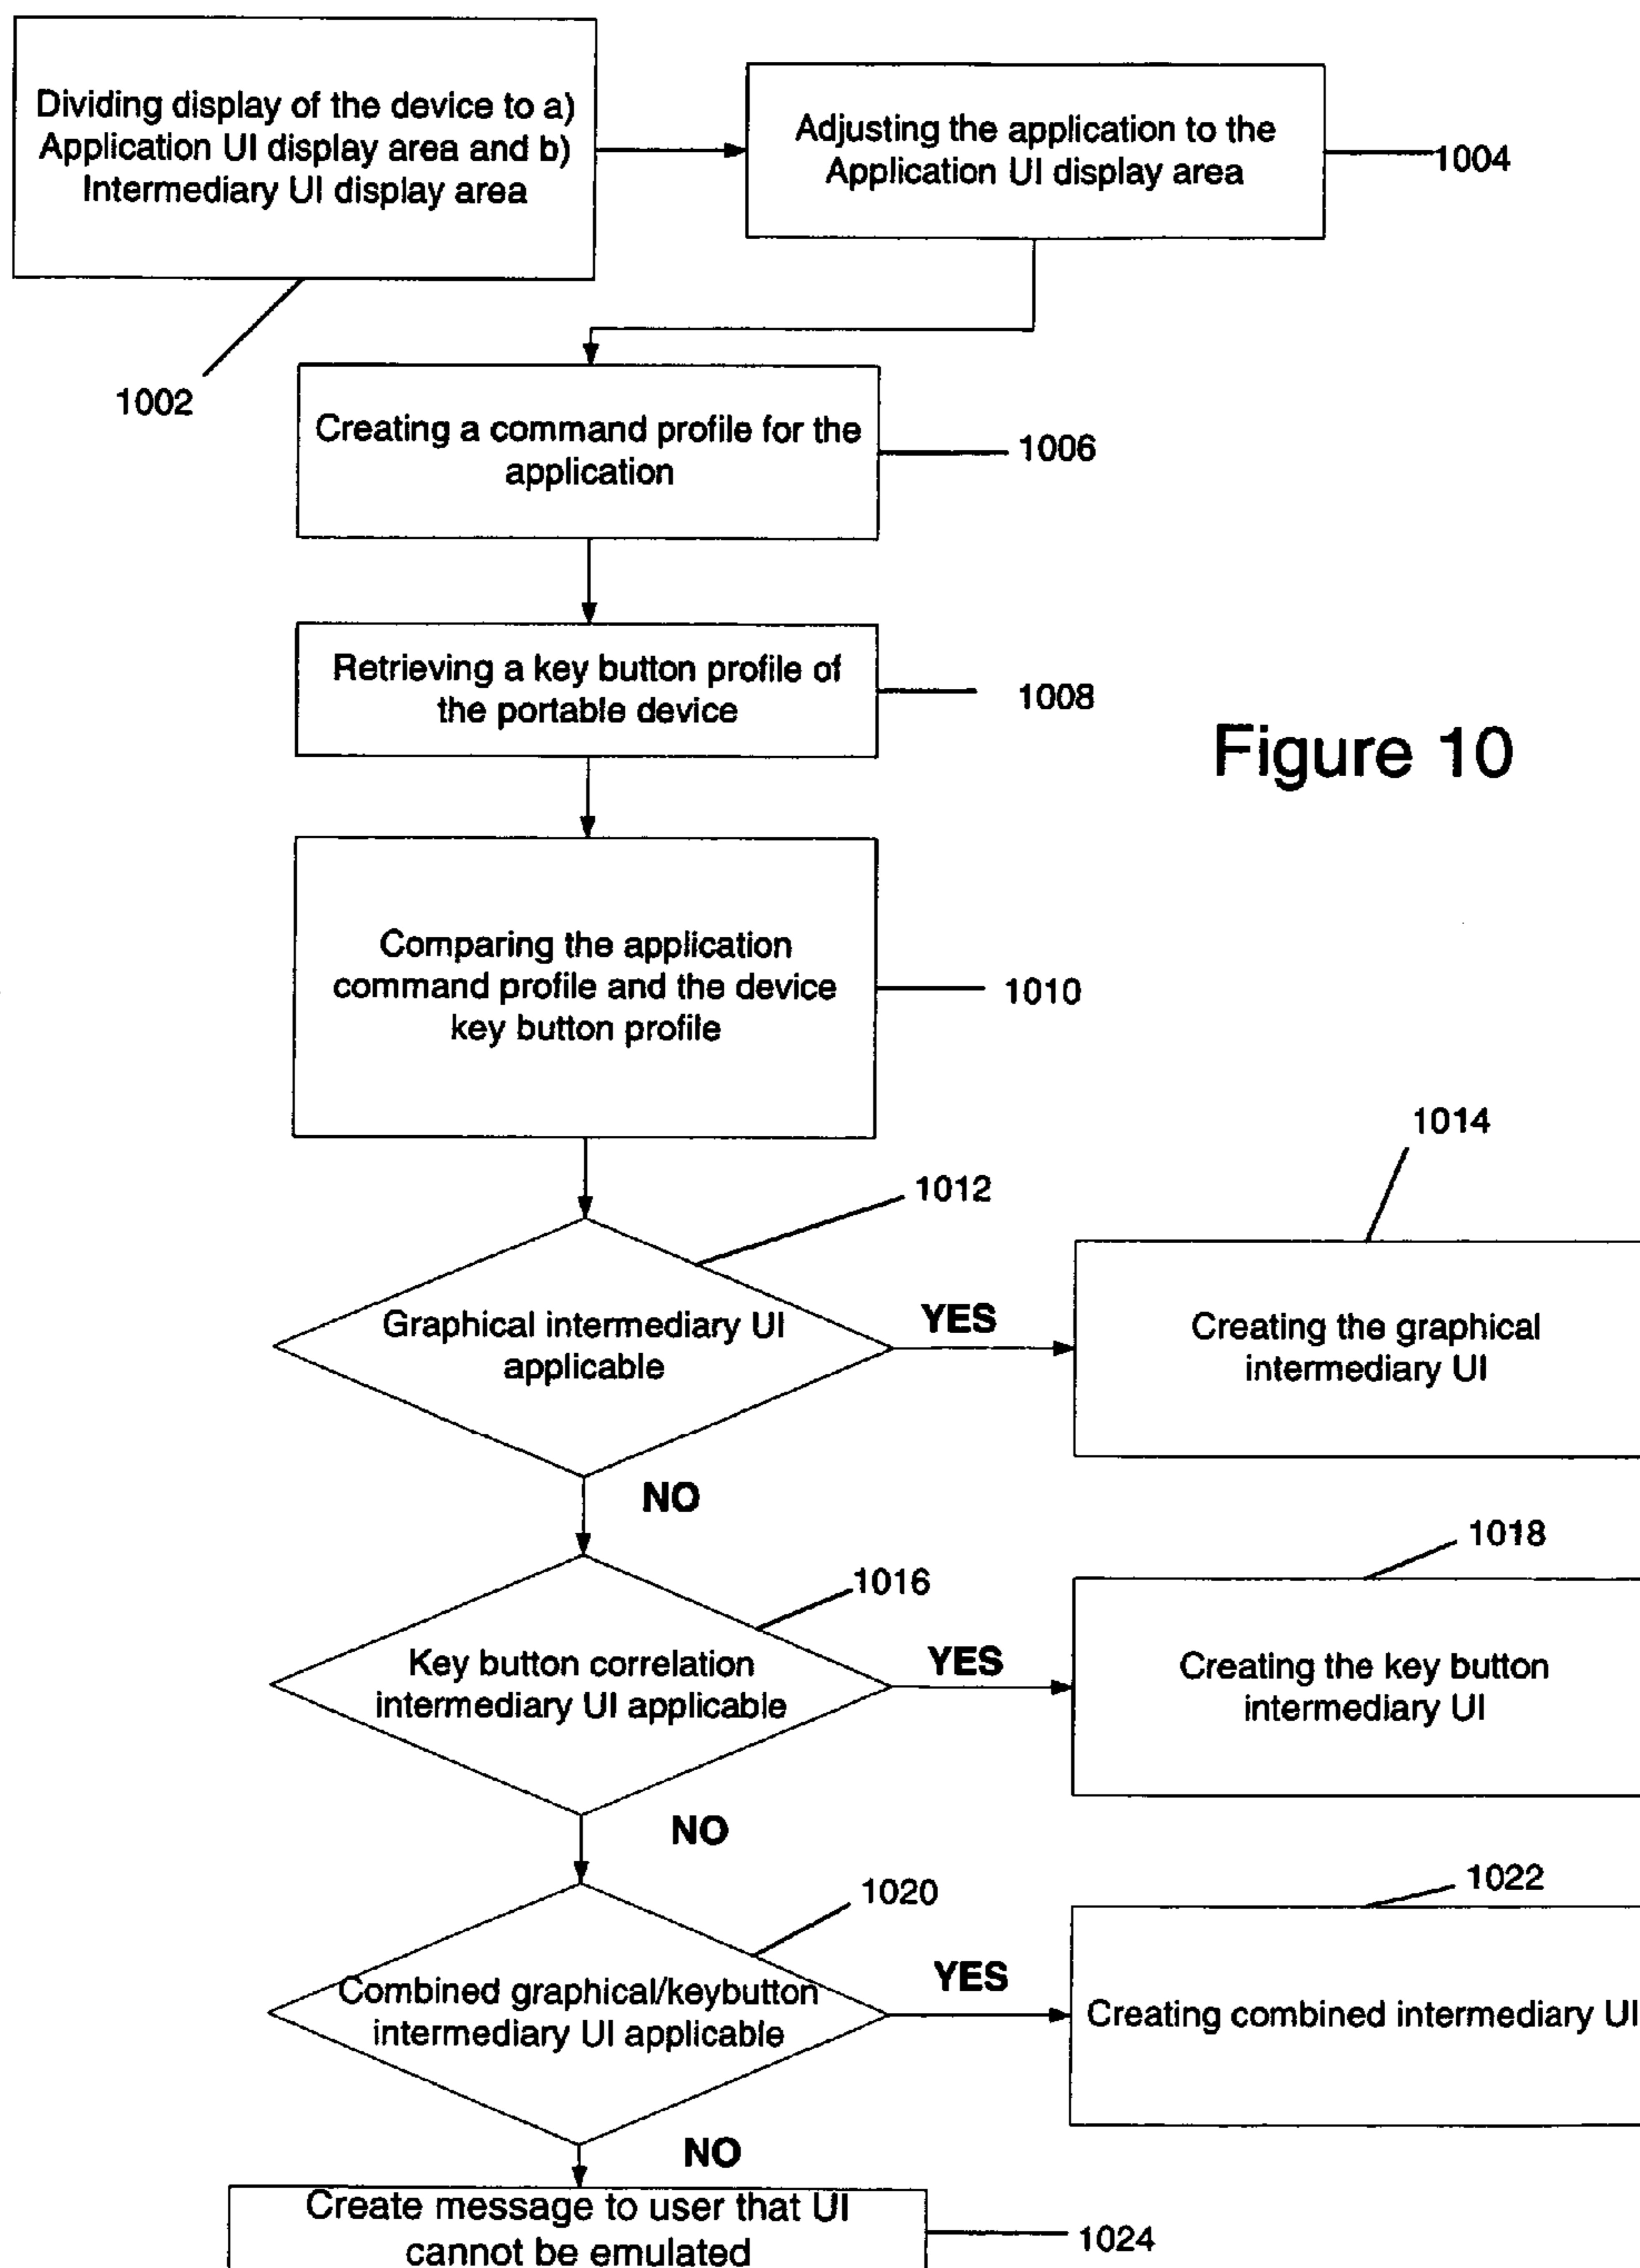 Dividing display of the device to a)
Application UI display area and b)
Intermediary UI display area
1002
Adjusting the application to the
Application UI display area
1004
Creating a command profile for the
application
1006
Retrieving a key button profile of
the portable device
1008
Figure 10
Comparing the application
command profile and the device
key button profile
1010
1012
Graphical intermediary UI
applicable
YES
1014
Creating the graphical
intermediary UI
NO
1016
Key button correlation
intermediary UI applicable
YES
1018
Creating the key button
intermediary UI
NO
1020
Combined graphical/keybutton
intermediary UI applicable
YES
1022
Creating combined intermediary UI
NO
Create message to user that UI
cannot be emulated
1024